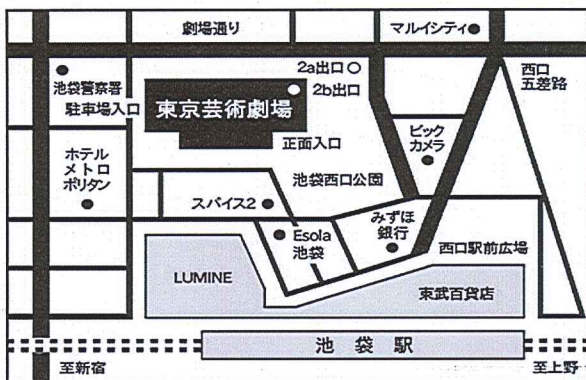 劇場通り
マルイシティ
2a出口
2b出口
西口
五差路
池袋警察署
駐車場入口
東京芸術劇場
正面入口
ビック
カメラ
ホテル
メトロ
ポリタン
池袋西口公園
スパイス2
Esola
池袋
みずほ
銀行
西口駅前広場
LUMINE
東武百貨店
池袋駅
至新宿
至上野